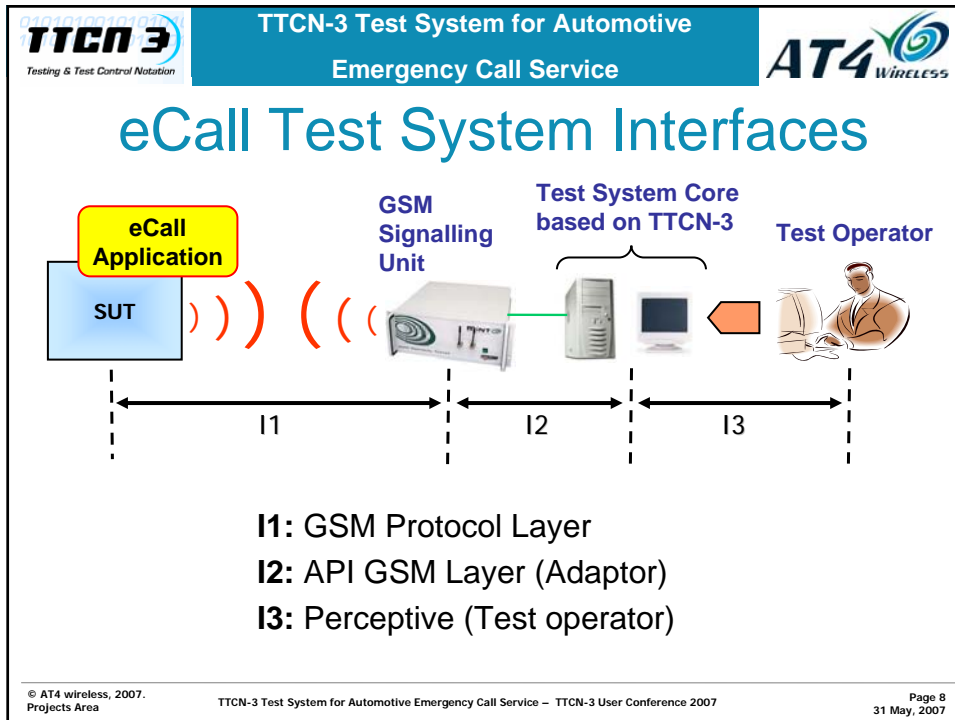 TTCN 3
Testing & Test Control Notation
TTCN-3 Test System for Automotive
Emergency Call Service
AT4 WIRELESS
eCall Test System Interfaces
eCall
Application
SUT
GSM
Signalling
Unit
Test System Core
based on TTCN-3
Test Operator
I1
I2
I3
I1: GSM Protocol Layer
I2: API GSM Layer (Adaptor)
I3: Perceptive (Test operator)
© AT4 wireless, 2007.
Projects Area
TTCN-3 Test System for Automotive Emergency Call Service – TTCN-3 User Conference 2007
Page 8
31 May, 2007